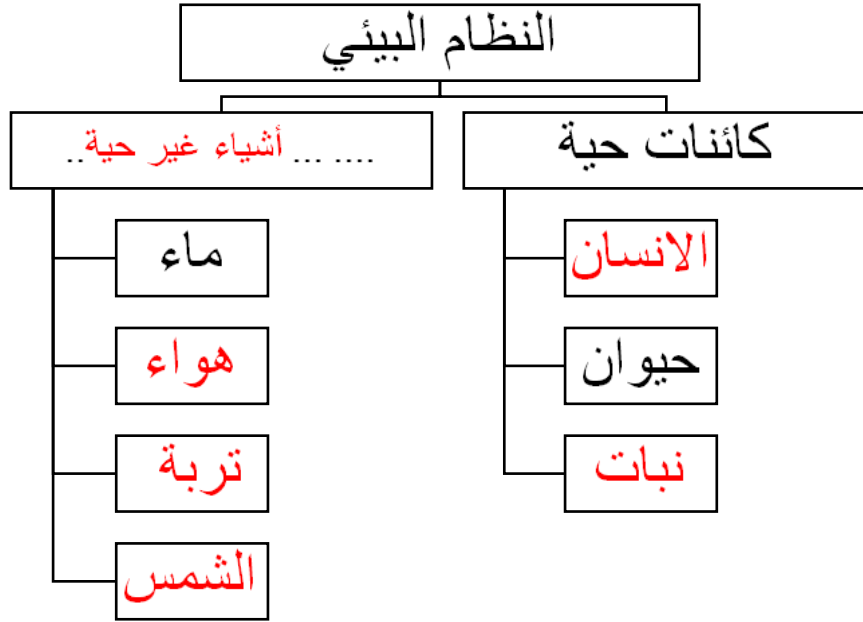 النظام البيئي
كائنات حية
.... ... أشياء غير حية..
الانسان
ماء
حيوان
هواء
نبات
تربة
الشمس